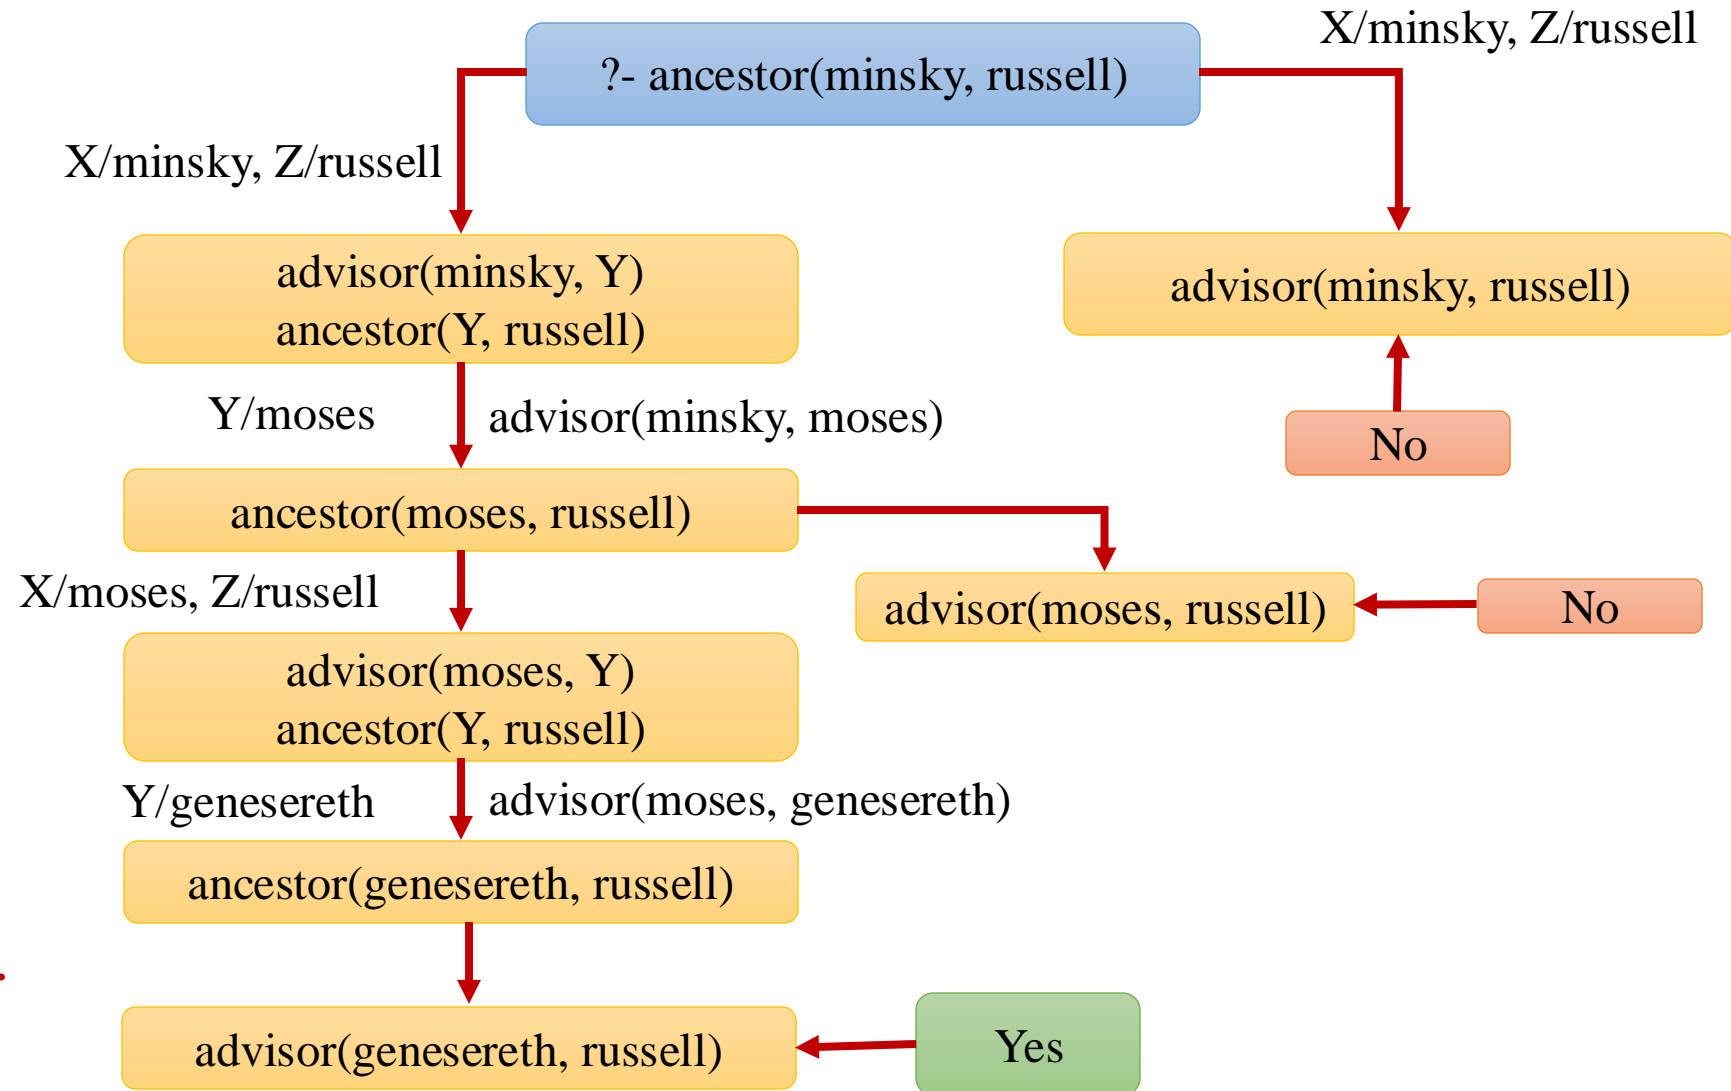 X/minsky, Z/russell
?- ancestor(minsky, russell)
X/minsky, Z/russell
advisor(minsky, Y)
ancestor(Y, russell)
advisor(minsky, russell)
Y/moses
advisor(minsky, moses)
No
ancestor(moses, russell)
X/moses, Z/russell
advisor(moses, russell)
No
advisor(moses, Y)
ancestor(Y, russell)
Y/genesereth
advisor(moses, genesereth)
ancestor(genesereth, russell)
advisor(genesereth, russell)
Yes